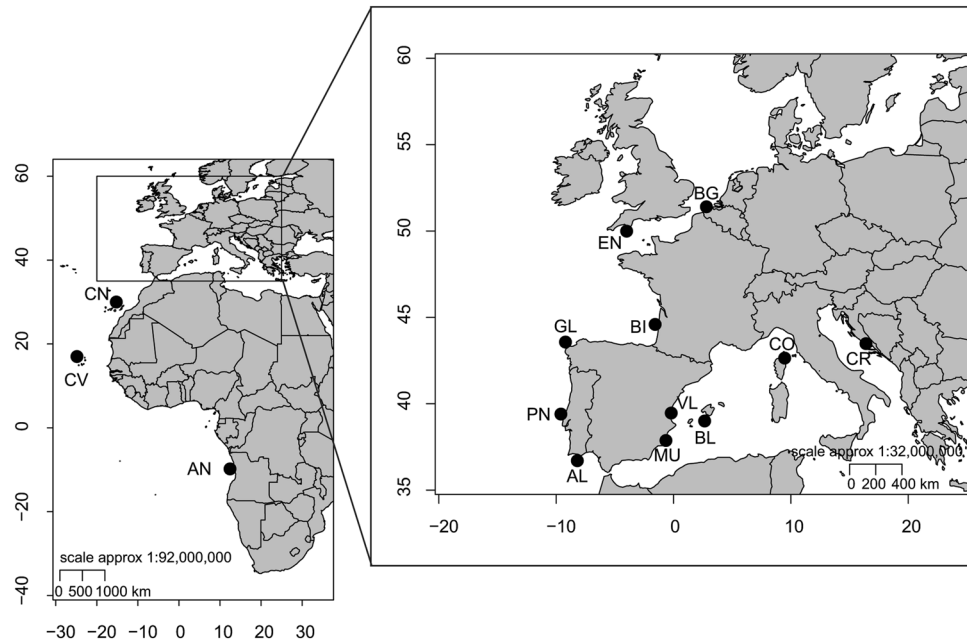 60
40
20
0
−20
−40
−30 −20 −10 0 10 20 30
CN
CV
AN
scale approx 1:92,000,000
0 500 1000 km
60
55
50
45
40
35
−20 −10 0 10 20
BG
EN
BI
GL
CO
CR
PN
VL
BL
MU
AL
scale approx 1:32,000,000
0 200 400 km